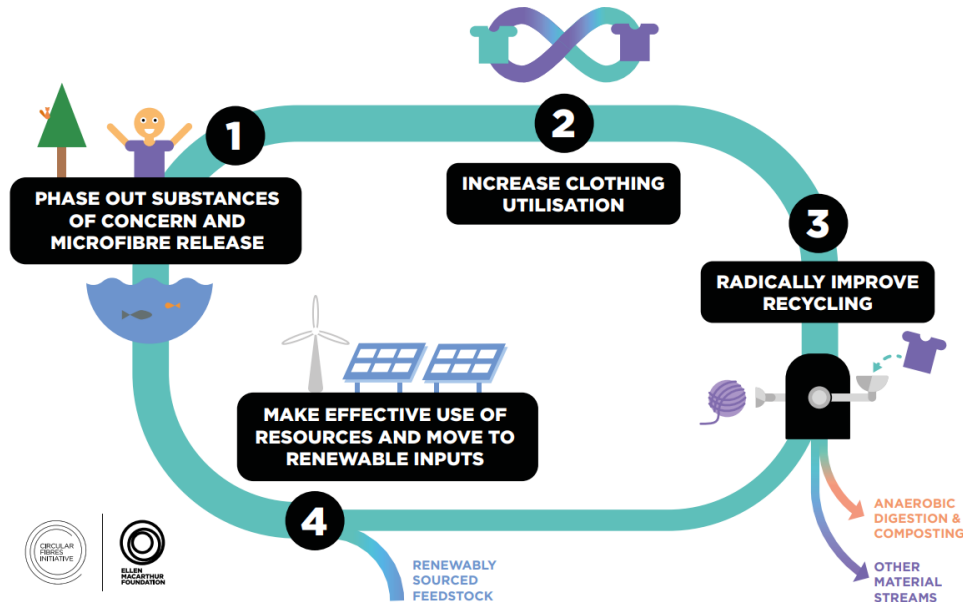 1
PHASE OUT SUBSTANCES
OF CONCERN AND
MICROFIBRE RELEASE
2
INCREASE CLOTHING
UTILISATION
3
RADICALLY IMPROVE
RECYCLING
MAKE EFFECTIVE USE OF
RESOURCES AND MOVE TO
RENEWABLE INPUTS
4
RENEWABLY
SOURCED
FEEDSTOCK
ANAEROBIC
DIGESTION &
COMPOSTING
OTHER
MATERIAL
STREAMS
CIRCULAR
FIBRES
INITIATIVE
ELLEN
MACARTHUR
FOUNDATION